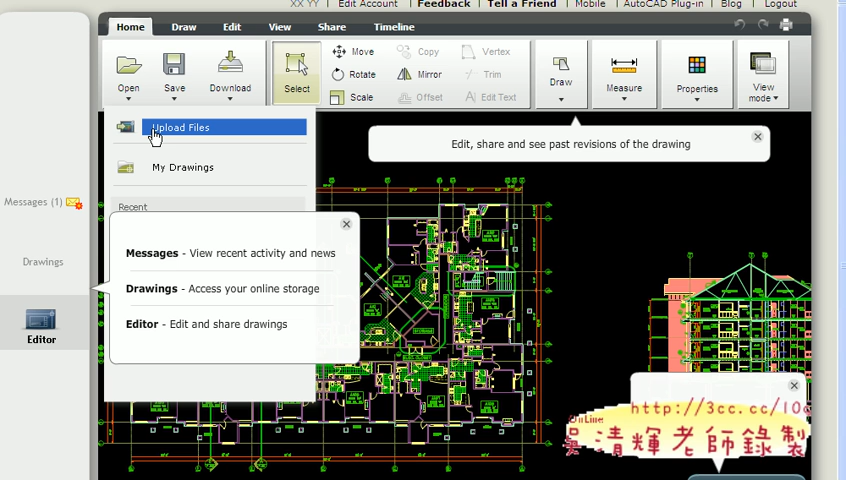 XX YY Edit Account Feedback Tell a Friend Mobile AutoCAD Plug-in Blog Logout
Home Draw Edit View Share Timeline
Open Save Download Select Move Copy Vertex Draw Measure Properties View mode
Rotate Mirror Trim
Scale Offset Edit Text
Upload Files
Edit, share and see past revisions of the drawing
My Drawings
Recent
Messages (1)
Messages - View recent activity and news
Drawings
Drawings - Access your online storage
Editor - Edit and share drawings
Editor
http://3cc.cc/10
OnLine
吳清輝老師錄製